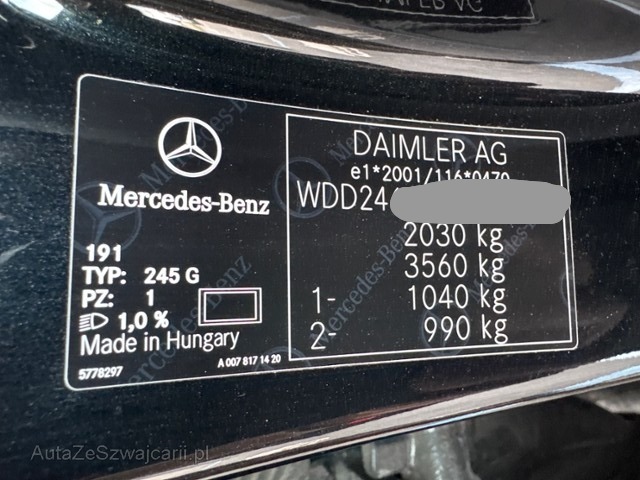 Mercedes-Benz
191
TYP: 245 G
PZ: 1
1,0 %
Made in Hungary
5778297
A 007 817 14 20
DAIMLER AG
e1*2001/116*0470
WDD24
2030 kg
3560 kg
1- 1040 kg
2- 990 kg
AutaZeSzwajcarii.pl